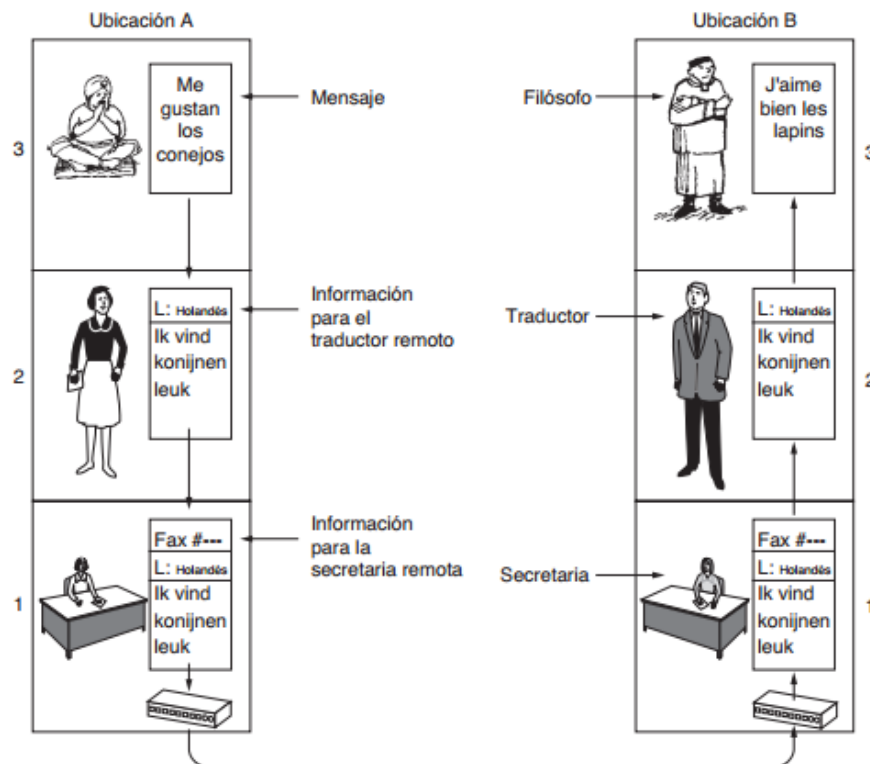 Ubicación A
Ubicación B
3
Me
gustan
los
conejos
Mensaje
Filósofo
J'aime
bien les
lapins
3
2
L: Holandés
Ik vind
konijnen
leuk
Información
para el
traductor remoto
Traductor
L: Holandés
Ik vind
konijnen
leuk
2
1
Fax #---
L: Holandés
Ik vind
konijnen
leuk
Información
para la
secretaria remota
Secretaria
Fax #---
L: Holandés
Ik vind
konijnen
leuk